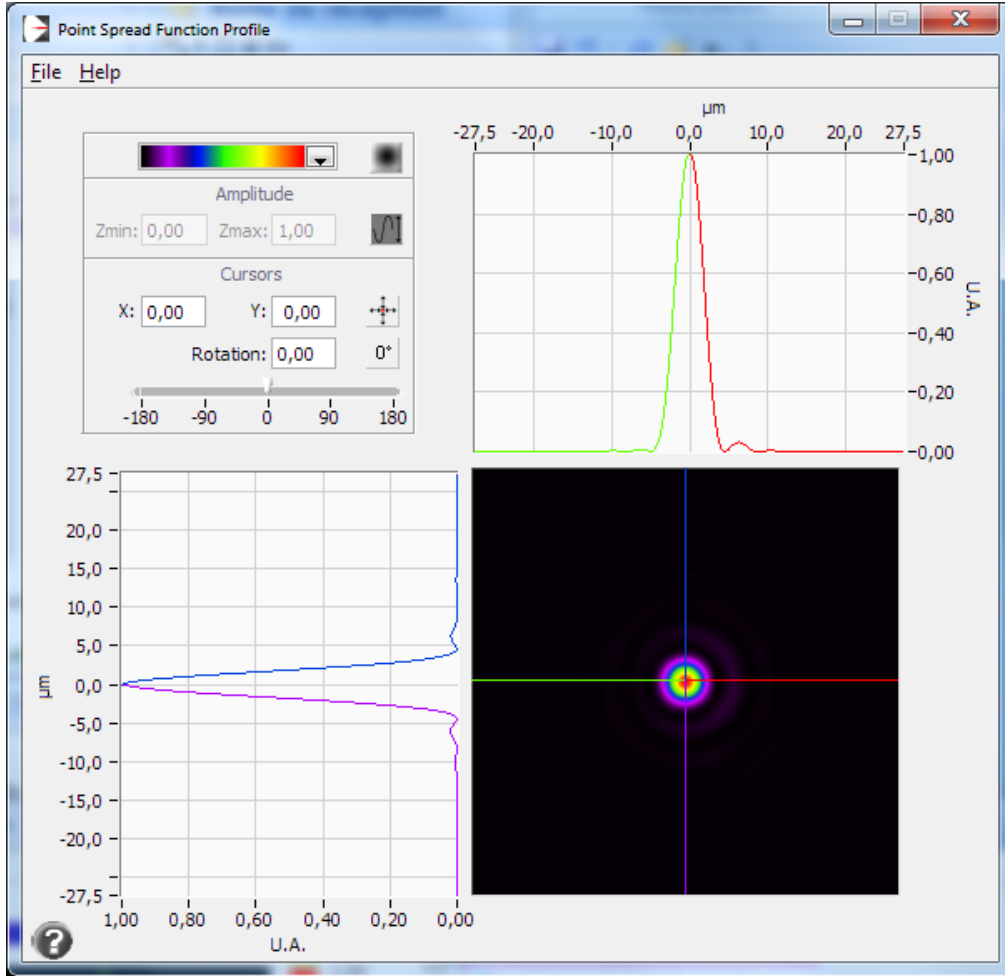 Point Spread Function Profile
File Help
µm
-27,5 -20,0 -10,0 0,0 10,0 20,0 27,5
1,00
0,80
0,60
0,40
0,20
0,00
U.A.
Amplitude
Zmin: 0,00 Zmax: 1,00
Cursors
X: 0,00 Y: 0,00
Rotation: 0,00 0°
-180 -90 0 90 180
27,5
20,0
15,0
10,0
5,0
0,0
-5,0
-10,0
-15,0
-20,0
-27,5
µm
1,00 0,80 0,60 0,40 0,20 0,00
U.A.
?